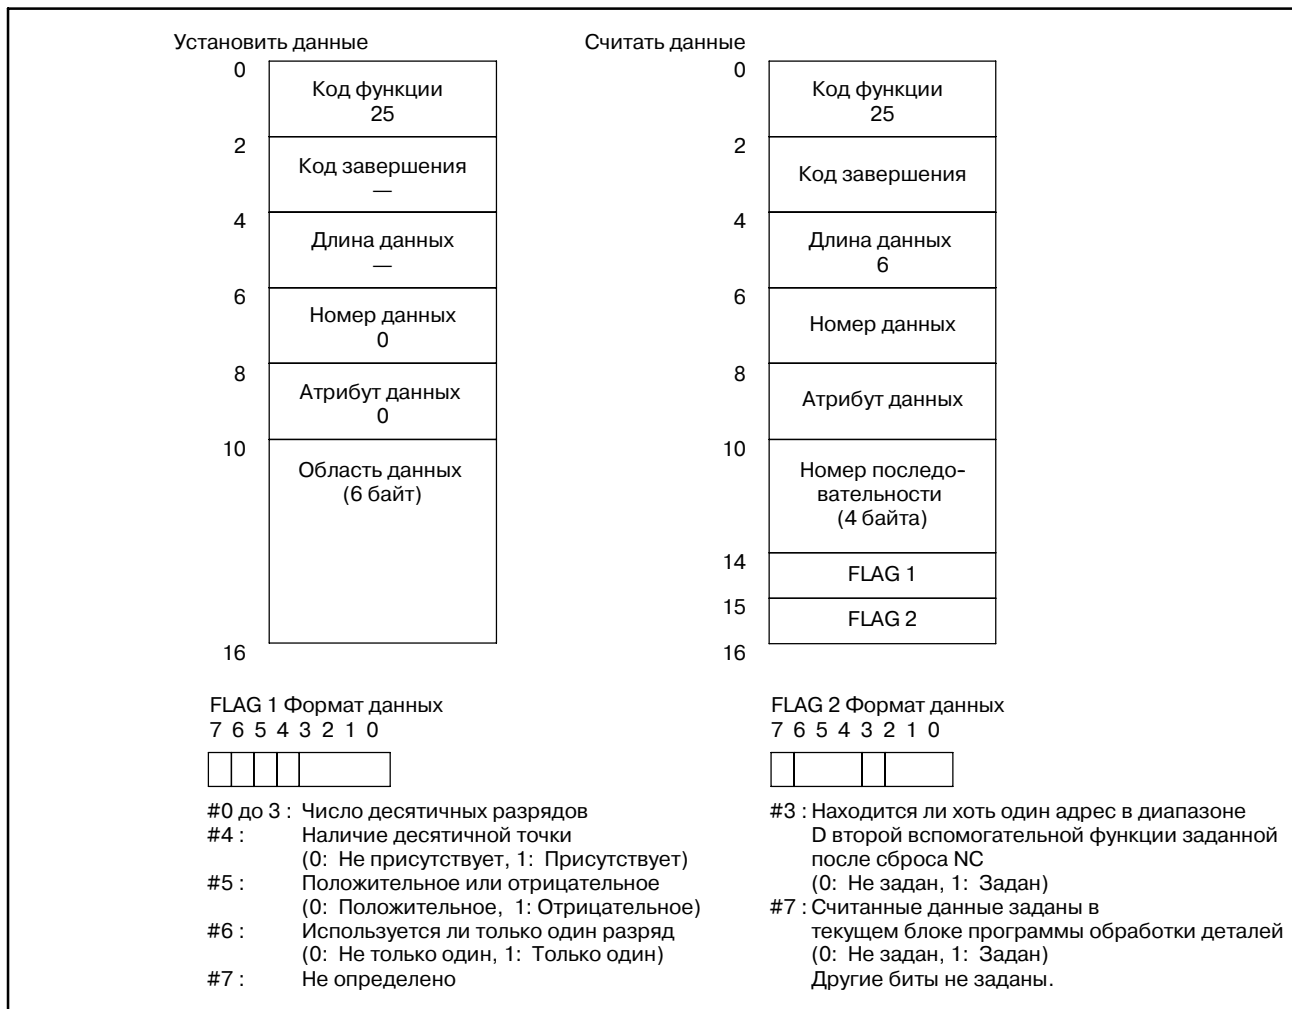 Установить данные
0
Код функции
25
2
Код завершения
—
4
Длина данных
—
6
Номер данных
0
8
Атрибут данных
0
10
Область данных
(6 байт)
16
Считать данные
0
Код функции
25
2
Код завершения
4
Длина данных
6
6
Номер данных
8
Атрибут данных
10
Номер последо-
вательности
(4 байта)
14
FLAG 1
15
FLAG 2
16
FLAG 1 Формат данных
7 6 5 4 3 2 1 0
#0 до 3 : Число десятичных разрядов
#4 : Наличие десятичной точки
(0: Не присутствует, 1: Присутствует)
#5 : Положительное или отрицательное
(0: Положительное, 1: Отрицательное)
#6 : Используется ли только один разряд
(0: Не только один, 1: Только один)
#7 : Не определено
FLAG 2 Формат данных
7 6 5 4 3 2 1 0
#3 : Находится ли хоть один адрес в диапазоне
D второй вспомогательной функции заданной
после сброса NC
(0: Не задан, 1: Задан)
#7 : Считанные данные заданы в
текущем блоке программы обработки деталей
(0: Не задан, 1: Задан)
Другие биты не заданы.